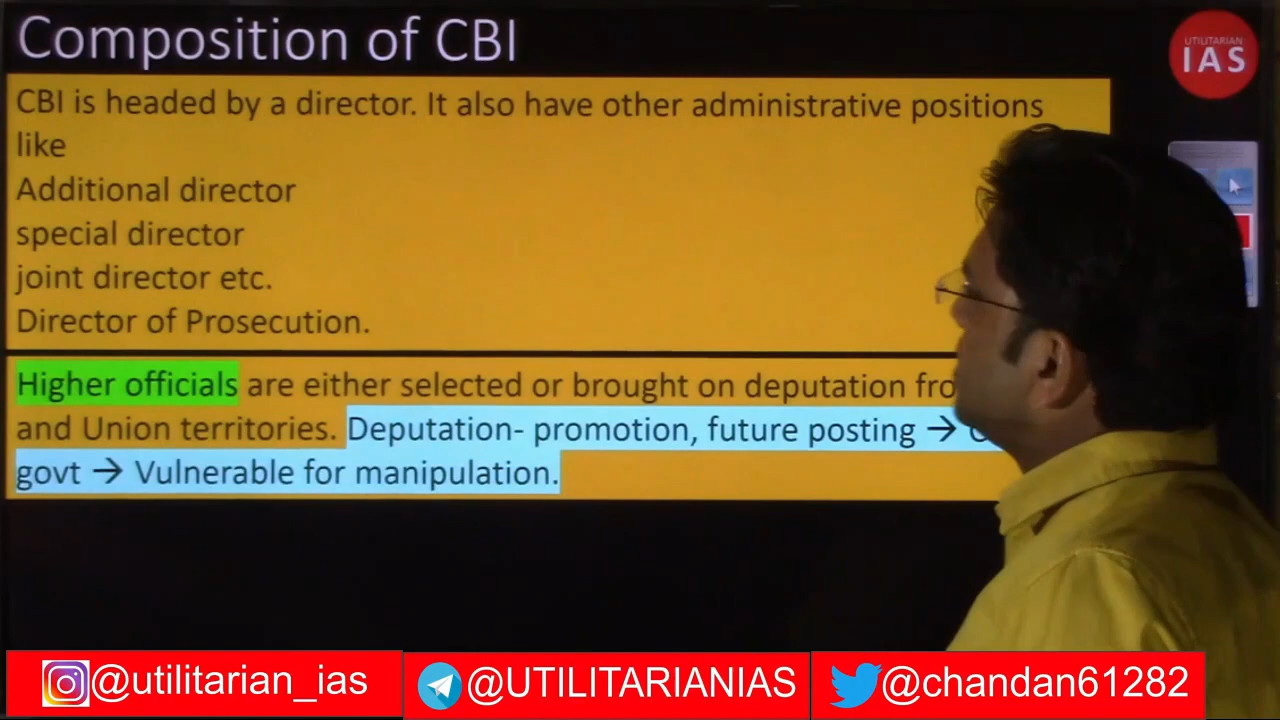 Composition of CBI
UTILITARIAN
IAS
CBI is headed by a director. It also have other administrative positions
like
Additional director
special director
joint director etc.
Director of Prosecution.
Higher officials are either selected or brought on deputation
and Union territories. Deputation- promotion, future posting →
govt → Vulnerable for manipulation.
@utilitarian_ias
@UTILITARIANIAS
@chandan61282